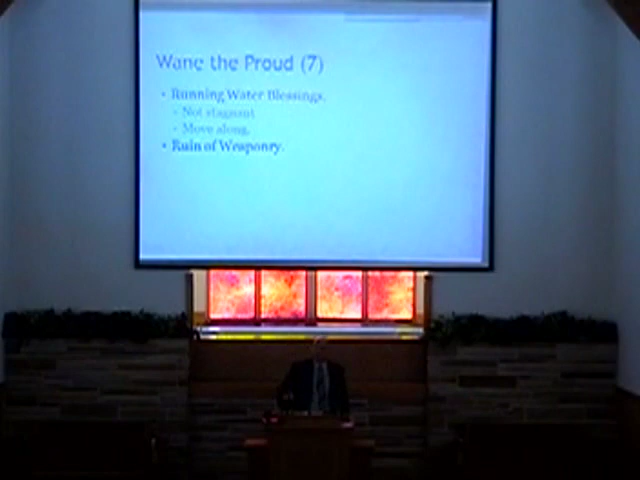 Wane the Proud (7)
• Running Water Blessings.
- Not stagnant
- Move along.
• Ruin of Weaponry.